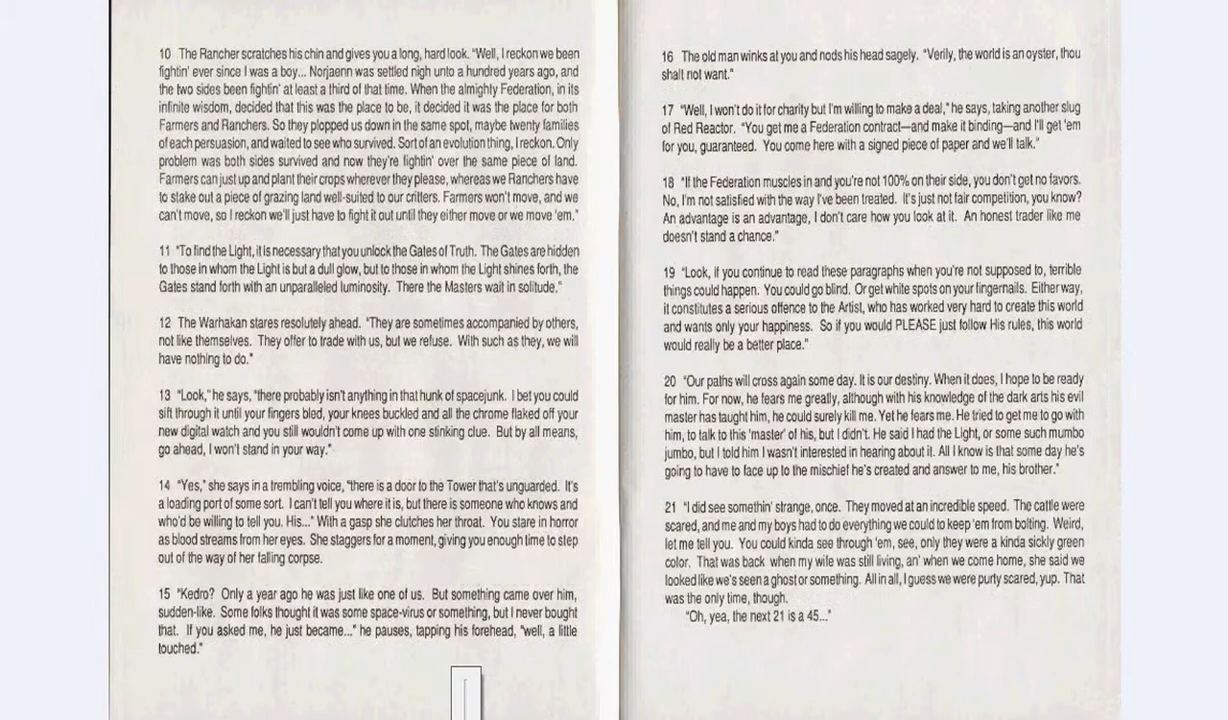 10 The Rancher scratches his chin and gives you a long, hard look. "Well, I reckon we been
fightin' ever since I was a boy... Norjaenn was settled nigh unto a hundred years ago, and
the two sides been fightin' at least a third of that time. When the almighty Federation, in its
infinite wisdom, decided that this was the place to be, it decided it was the place for both
Farmers and Ranchers. So they plopped us down in the same spot, maybe twenty families
of each persuasion, and waited to see who survived. Sort of an evolution thing, I reckon. Only
problem was both sides survived and now they're fightin' over the same piece of land.
Farmers can just up and plant their crops wherever they please, whereas we Ranchers have
to stake out a piece of grazing land well-suited to our critters. Farmers won't move, and we
can't move, so I reckon we'll just have to fight it out until they either move or we move 'em."
11 "To find the Light, it is necessary that you unlock the Gates of Truth. The Gates are hidden
to those in whom the Light is but a dull glow, but to those in whom the Light shines forth, the
Gates stand forth with an unparalleled luminosity. There the Masters wait in solitude."
12 The Warhakan stares resolutely ahead. "They are sometimes accompanied by others,
not like themselves. They offer to trade with us, but we refuse. With such as they, we will
have nothing to do."
13 "Look," he says, "there probably isn't anything in that hunk of spacejunk. I bet you could
sift through it until your fingers bled, your knees buckled and all the chrome flaked off your
new digital watch and you still wouldn't come up with one stinking clue. But by all means,
go ahead, I won't stand in your way."
14 "Yes," she says in a trembling voice, "there is a door to the Tower that's unguarded. It's
a loading port of some sort. I can't tell you where it is, but there is someone who knows and
who'd be willing to tell you. His..." With a gasp she clutches her throat. You stare in horror
as blood streams from her eyes. She staggers for a moment, giving you enough time to step
out of the way of her falling corpse.
15 "Kedro? Only a year ago he was just like one of us. But something came over him,
sudden-like. Some folks thought it was some space-virus or something, but I never bought
that. If you asked me, he just became..." he pauses, tapping his forehead, "well, a little
touched."
16 The old man winks at you and nods his head sagely. "Verily, the world is an oyster, thou
shalt not want."
17 "Well, I won't do it for charity but I'm willing to make a deal," he says, taking another slug
of Red Reactor. "You get me a Federation contract—and make it binding—and I'll get 'em
for you, guaranteed. You come here with a signed piece of paper and we'll talk."
18 "If the Federation muscles in and you're not 100% on their side, you don't get no favors.
No, I'm not satisfied with the way I've been treated. It's just not fair competition, you know?
An advantage is an advantage, I don't care how you look at it. An honest trader like me
doesn't stand a chance."
19 "Look, if you continue to read these paragraphs when you're not supposed to, terrible
things could happen. You could go blind. Or get white spots on your fingernails. Either way,
it constitutes a serious offence to the Artist, who has worked very hard to create this world
and wants only your happiness. So if you would PLEASE just follow His rules, this world
would really be a better place."
20 "Our paths will cross again some day. It is our destiny. When it does, I hope to be ready
for him. For now, he fears me greatly, although with his knowledge of the dark arts his evil
master has taught him, he could surely kill me. Yet he fears me. He tried to get me to go with
him, to talk to this 'master' of his, but I didn't. He said I had the Light, or some such mumbo
jumbo, but I told him I wasn't interested in hearing about it. All I know is that some day he's
going to have to face up to the mischief he's created and answer to me, his brother."
21 "I did see somethin' strange, once. They moved at an incredible speed. The cattle were
scared, and me and my boys had to do everything we could to keep 'em from bolting. Weird,
let me tell you. You could kinda see through 'em, see, only they were a kinda sickly green
color. That was back when my wife was still living, an' when we come home, she said we
looked like we's seen a ghost or something. All in all, I guess we were purty scared, yup. That
was the only time, though.
"Oh, yea, the next 21 is a 45..."